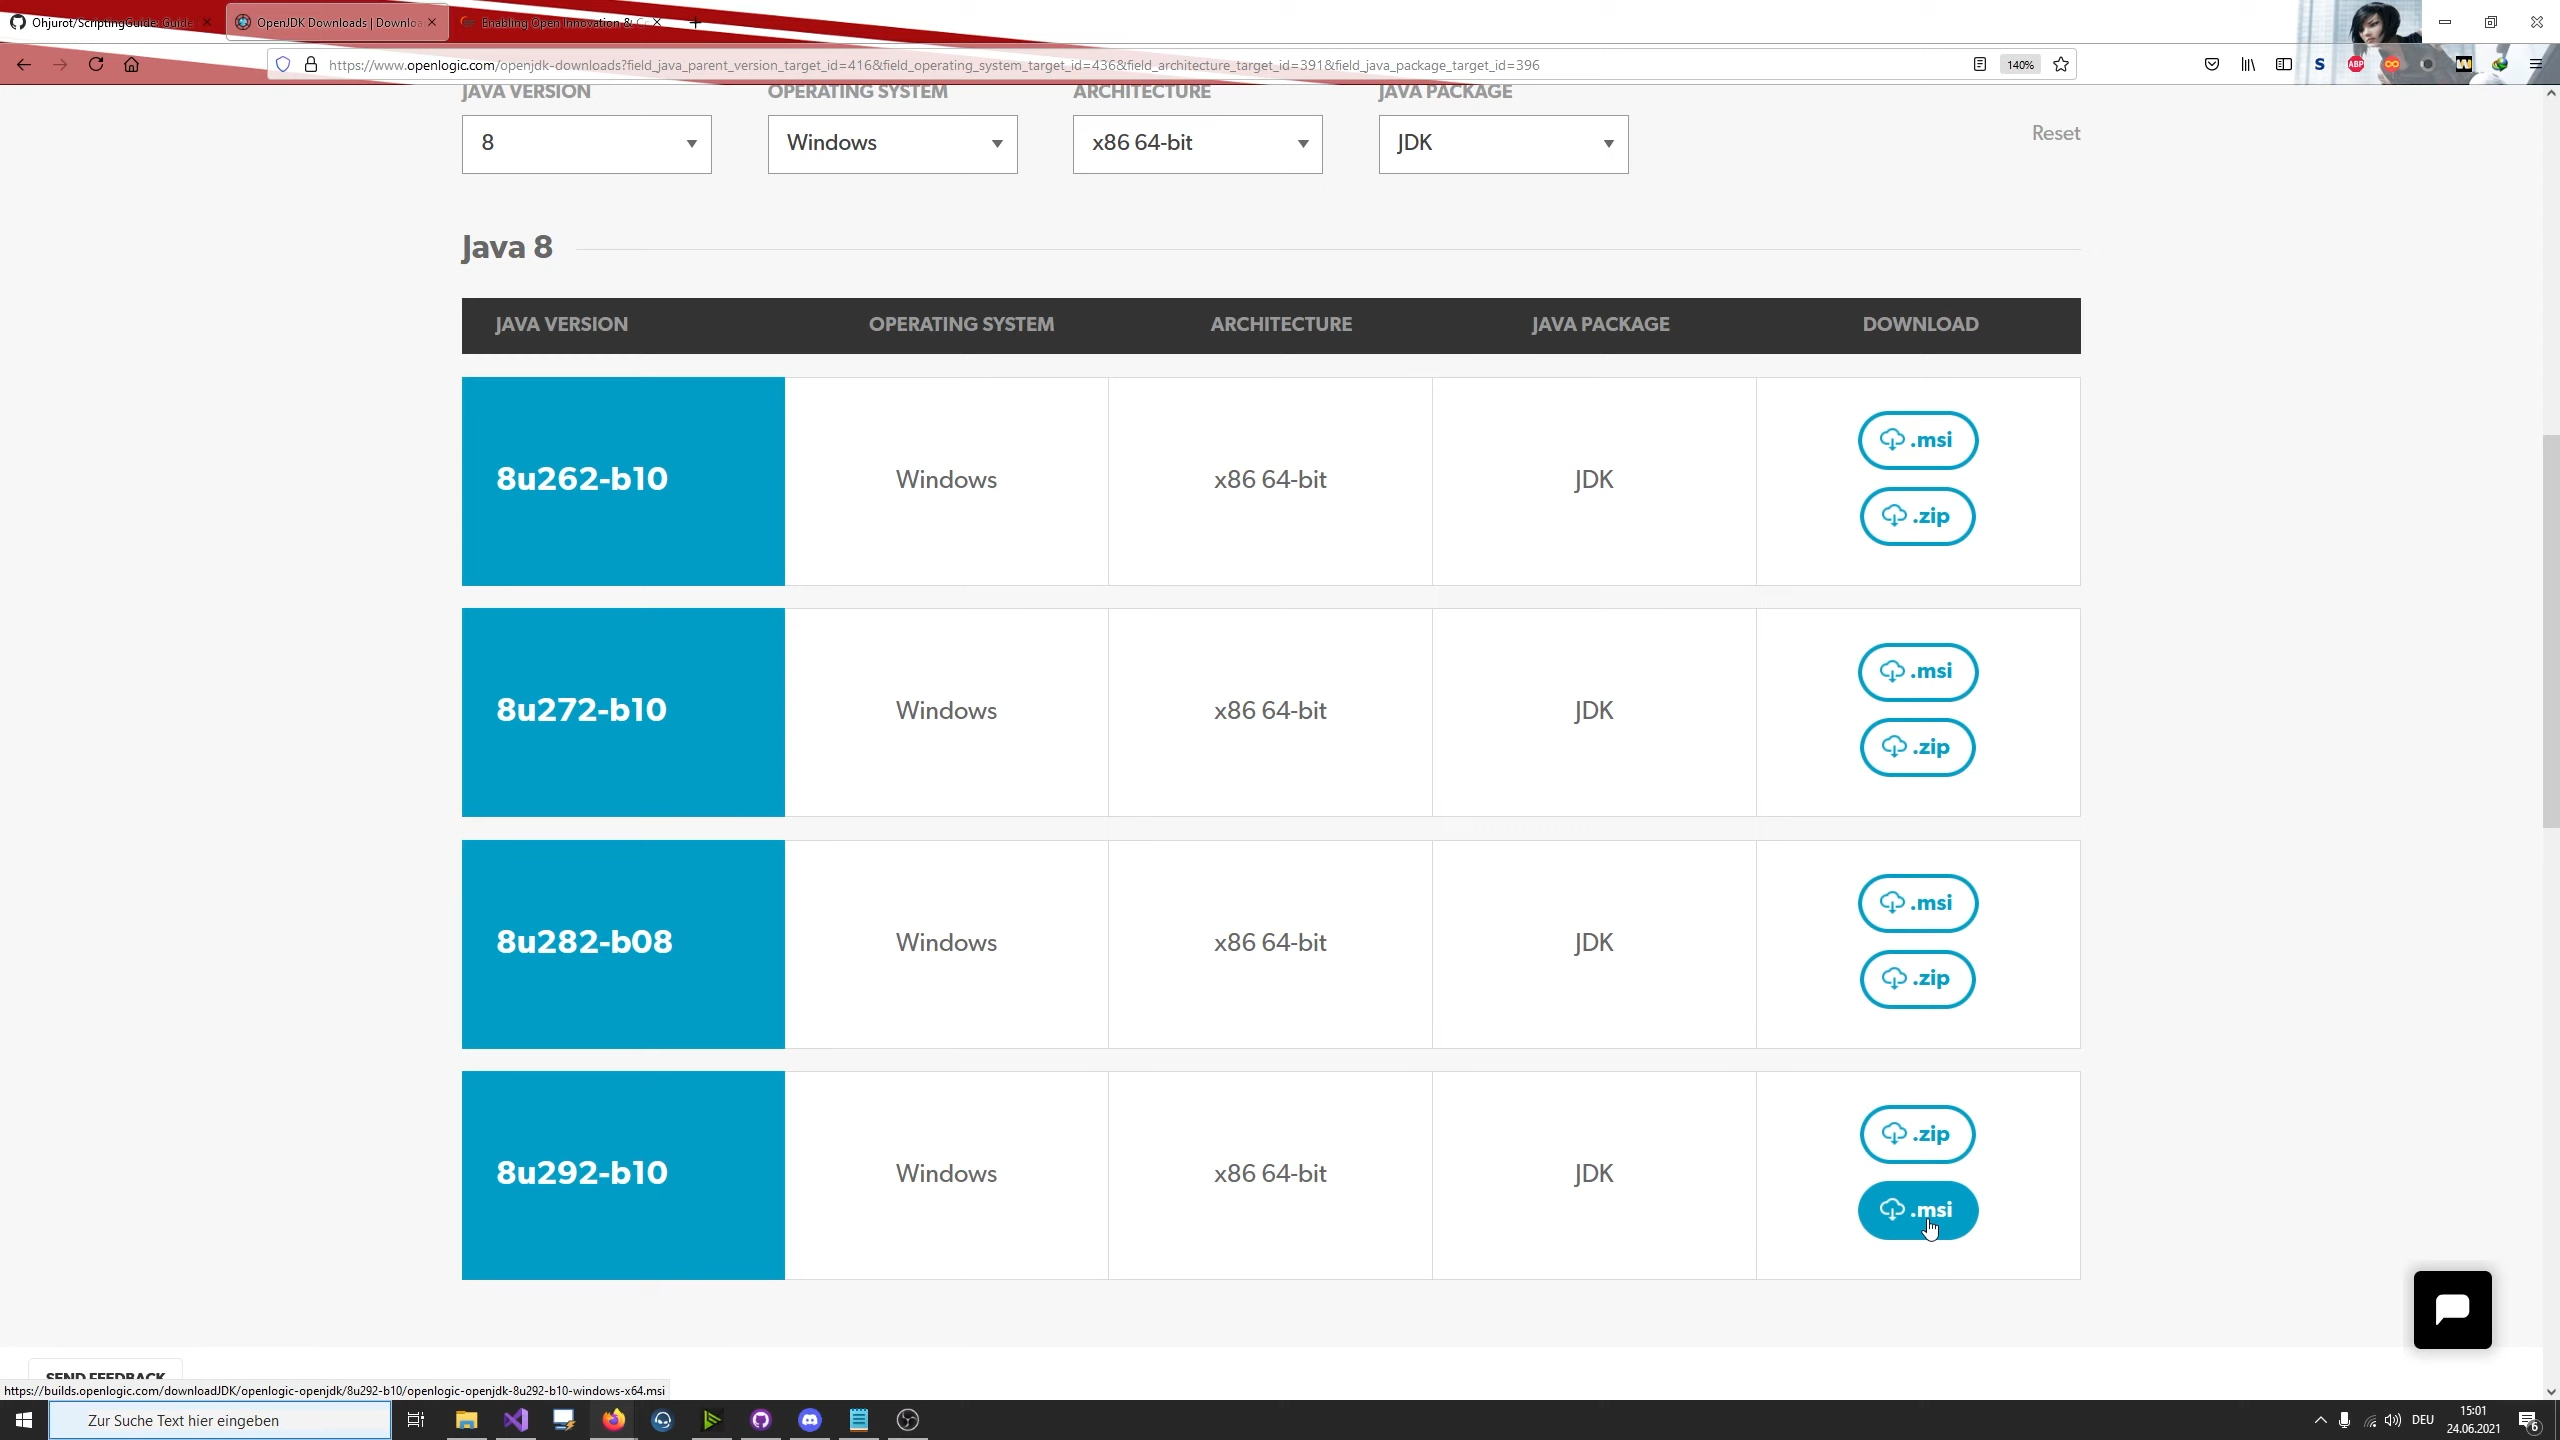 Ohjurot/ScriptingGuide: Guide
OpenJDK Downloads | Downloa
Enabling Open Innovation & C
https://www.openlogic.com/openjdk-downloads?field_java_parent_version_target_id=416&field_operating_system_target_id=436&field_architecture_target_id=391&field_java_package_target_id=396
140%
S
ABP
JAVA VERSION
OPERATING SYSTEM
ARCHITECTURE
JAVA PACKAGE
8
Windows
x86 64-bit
JDK
Reset
Java 8
JAVA VERSION
OPERATING SYSTEM
ARCHITECTURE
JAVA PACKAGE
DOWNLOAD
8u262-b10
Windows
x86 64-bit
JDK
.msi
.zip
8u272-b10
Windows
x86 64-bit
JDK
.msi
.zip
8u282-b08
Windows
x86 64-bit
JDK
.msi
.zip
8u292-b10
Windows
x86 64-bit
JDK
.zip
.msi
SEND FEEDBACK
https://builds.openlogic.com/downloadJDK/openlogic-openjdk/8u292-b10/openlogic-openjdk-8u292-b10-windows-x64.msi
Zur Suche Text hier eingeben
DEU
15:01
24.06.2021
6